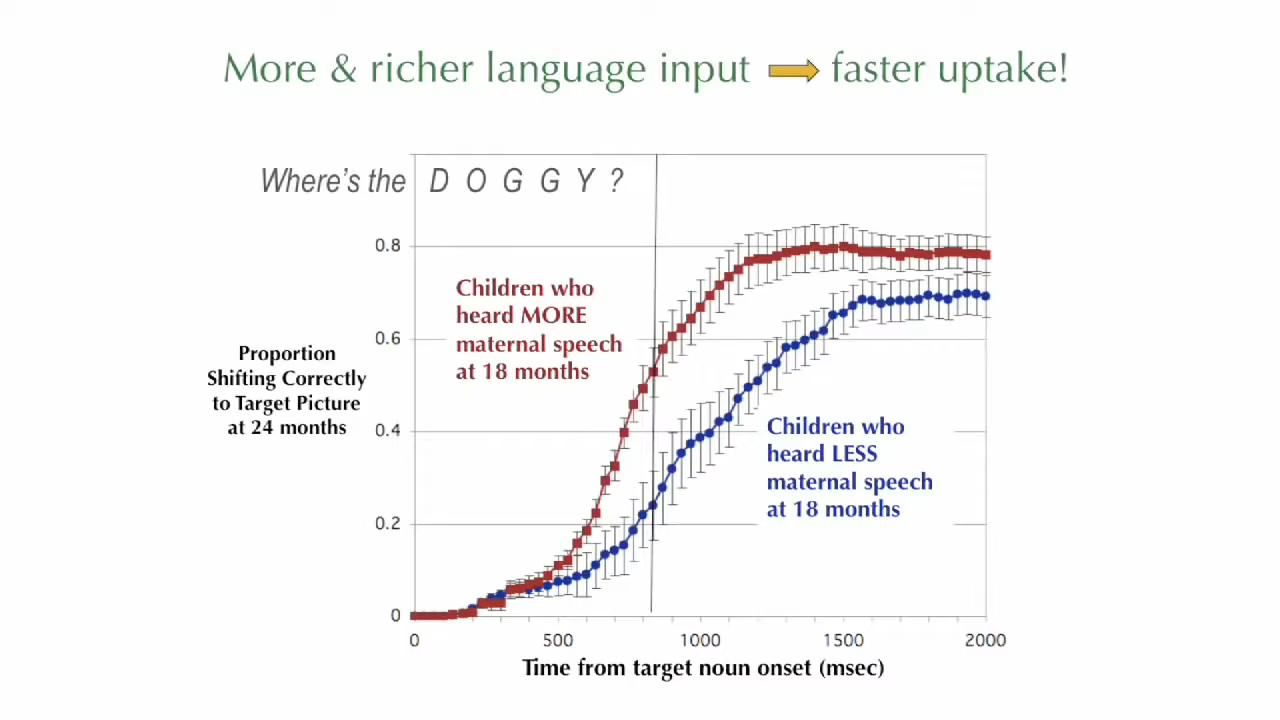 More & richer language input faster uptake!
Where's the D O G G Y ?
0.8
0.6
0.4
0.2
0
Proportion
Shifting Correctly
to Target Picture
at 24 months
Children who
heard MORE
maternal speech
at 18 months
Children who
heard LESS
maternal speech
at 18 months
0 500 1000 1500 2000
Time from target noun onset (msec)